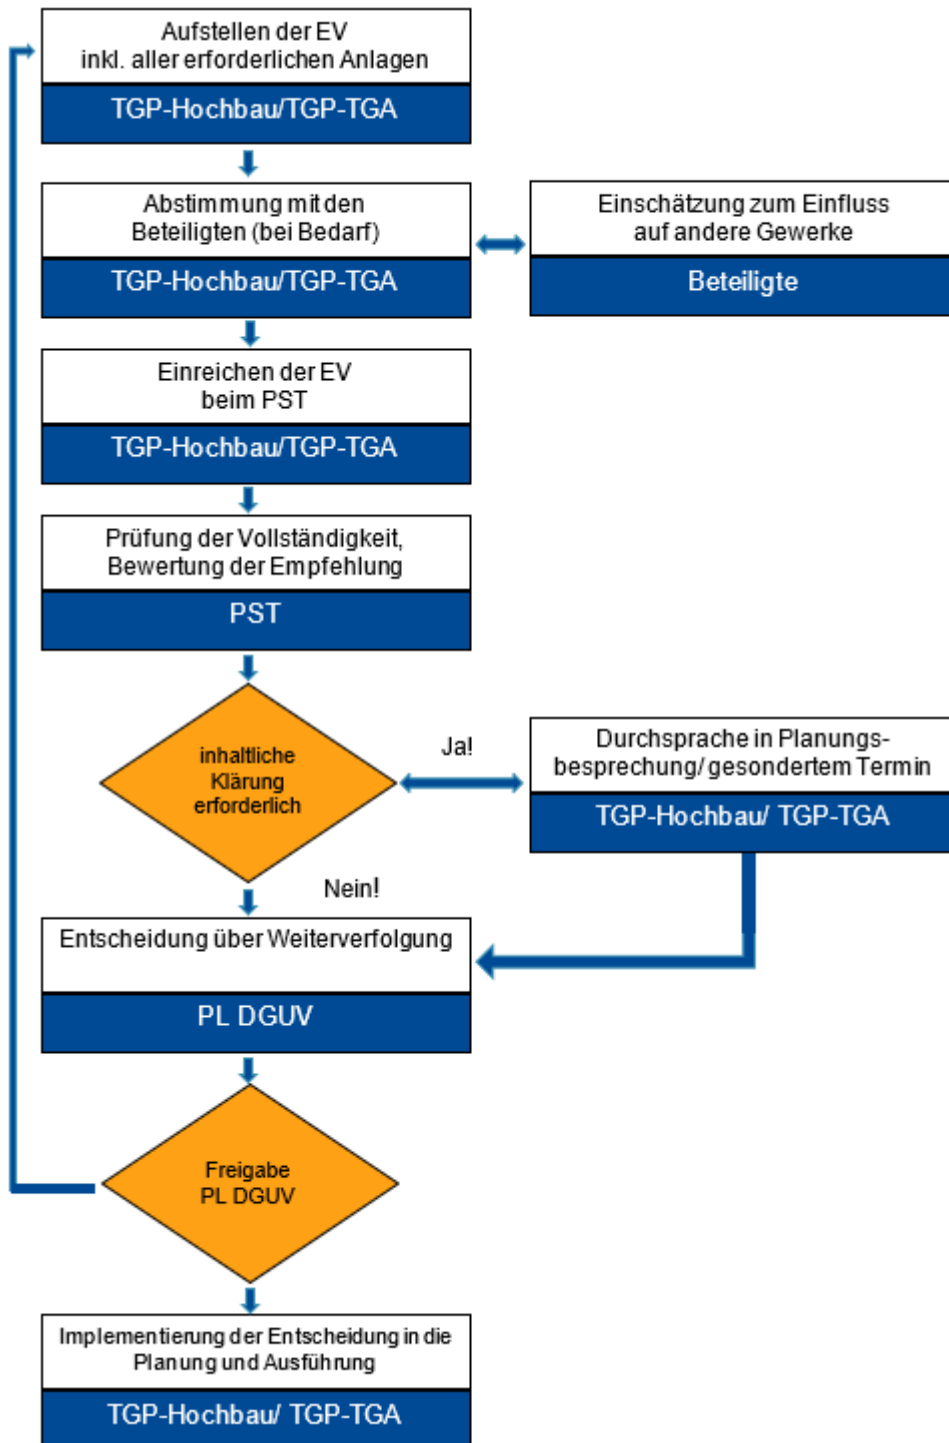 Aufstellen der EV
inkl. aller erforderlichen Anlagen
TGP-Hochbau/TGP-TGA
Abstimmung mit den
Beteiligten (bei Bedarf)
TGP-Hochbau/TGP-TGA
Einschätzung zum Einfluss
auf andere Gewerke
Beteiligte
Einreichen der EV
beim PST
TGP-Hochbau/TGP-TGA
Prüfung der Vollständigkeit,
Bewertung der Empfehlung
PST
inhaltliche
Klärung
erforderlich
Ja!
Durchsprache in Planungs-
besprechung/ gesondertem Termin
TGP-Hochbau/ TGP-TGA
Nein!
Entscheidung über Weiterverfolgung
PL DGUV
Freigabe
PL DGUV
Implementierung der Entscheidung in die
Planung und Ausführung
TGP-Hochbau/ TGP-TGA